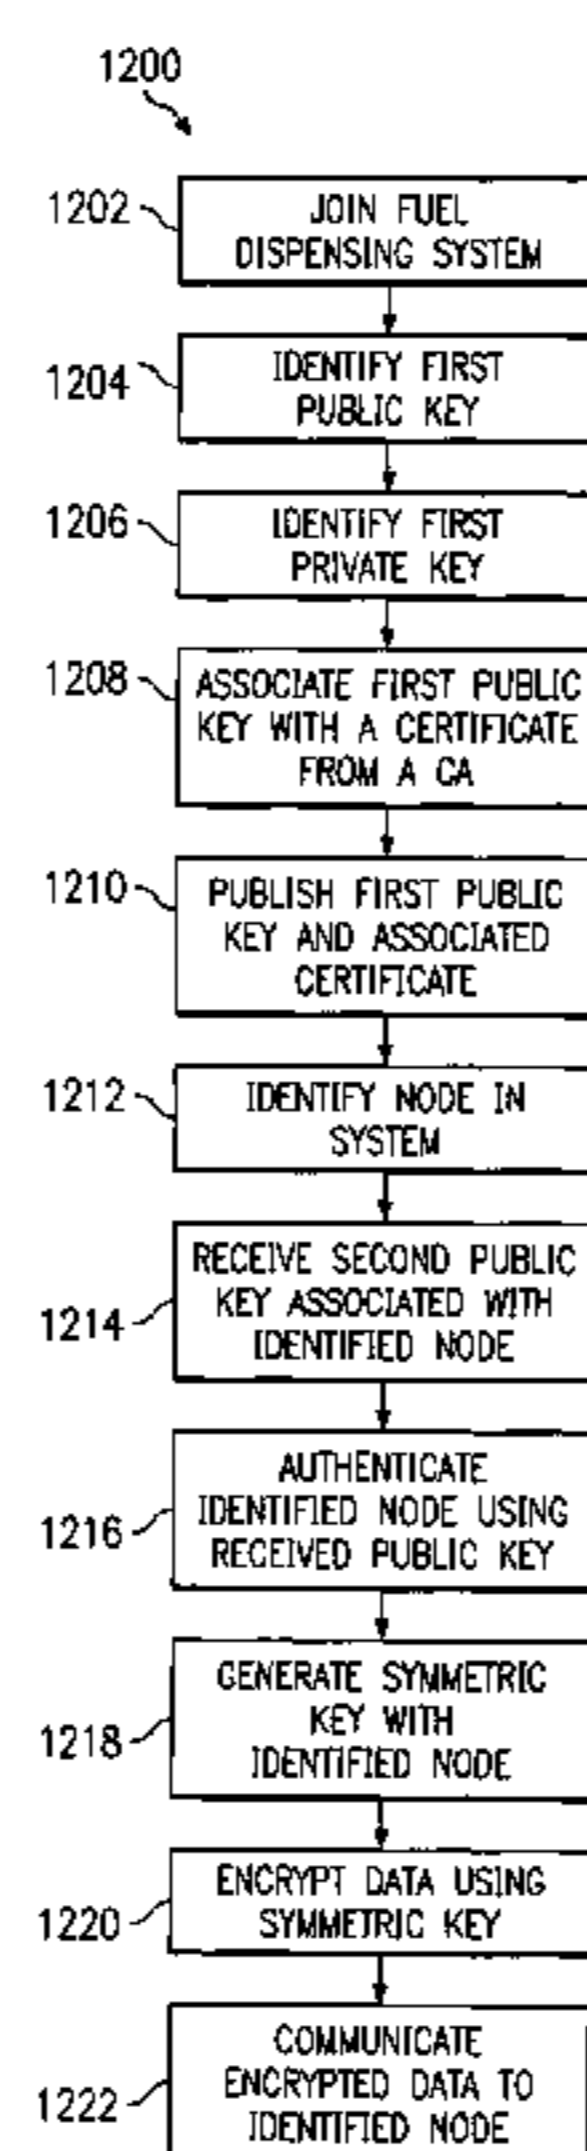 1200
1202
JOIN FUEL
DISPENSING SYSTEM
1204
IDENTIFY FIRST
PUBLIC KEY
1206
IDENTIFY FIRST
PRIVATE KEY
1208
ASSOCIATE FIRST PUBLIC
KEY WITH A CERTIFICATE
FROM A CA
1210
PUBLISH FIRST PUBLIC
KEY AND ASSOCIATED
CERTIFICATE
1212
IDENTIFY NODE IN
SYSTEM
1214
RECEIVE SECOND PUBLIC
KEY ASSOCIATED WITH
IDENTIFIED NODE
1216
AUTHENTICATE
IDENTIFIED NODE USING
RECEIVED PUBLIC KEY
1218
GENERATE SYMMETRIC
KEY WITH
IDENTIFIED NODE
1220
ENCRYPT DATA USING
SYMMETRIC KEY
1222
COMMUNICATE
ENCRYPTED DATA TO
IDENTIFIED NODE